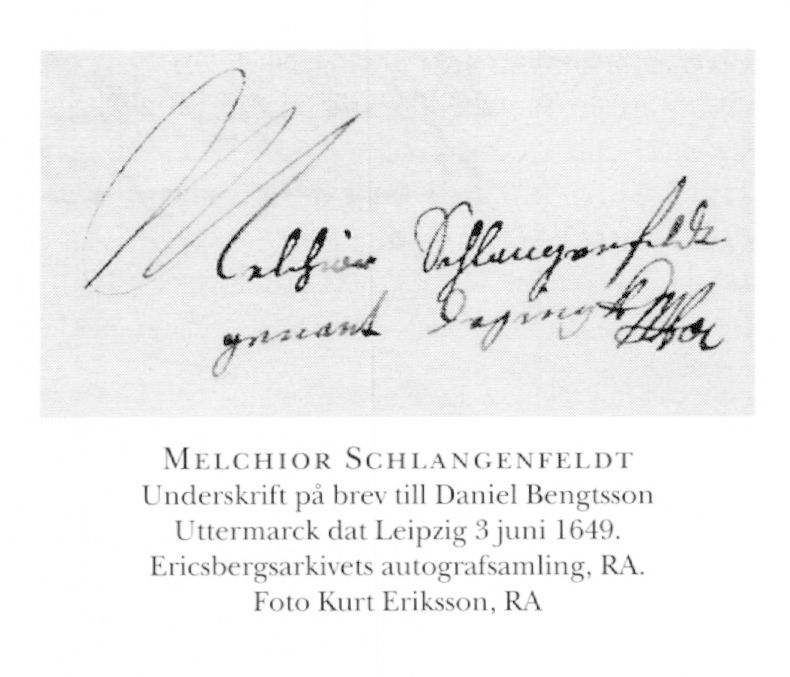 Melchior Schlangenfeldt
genant
MELCHIOR SCHLANGENFELDT
Underskrift på brev till Daniel Bengtsson
Uttermarck dat Leipzig 3 juni 1649.
Ericsbergsarkivets autografsamling, RA.
Foto Kurt Eriksson, RA